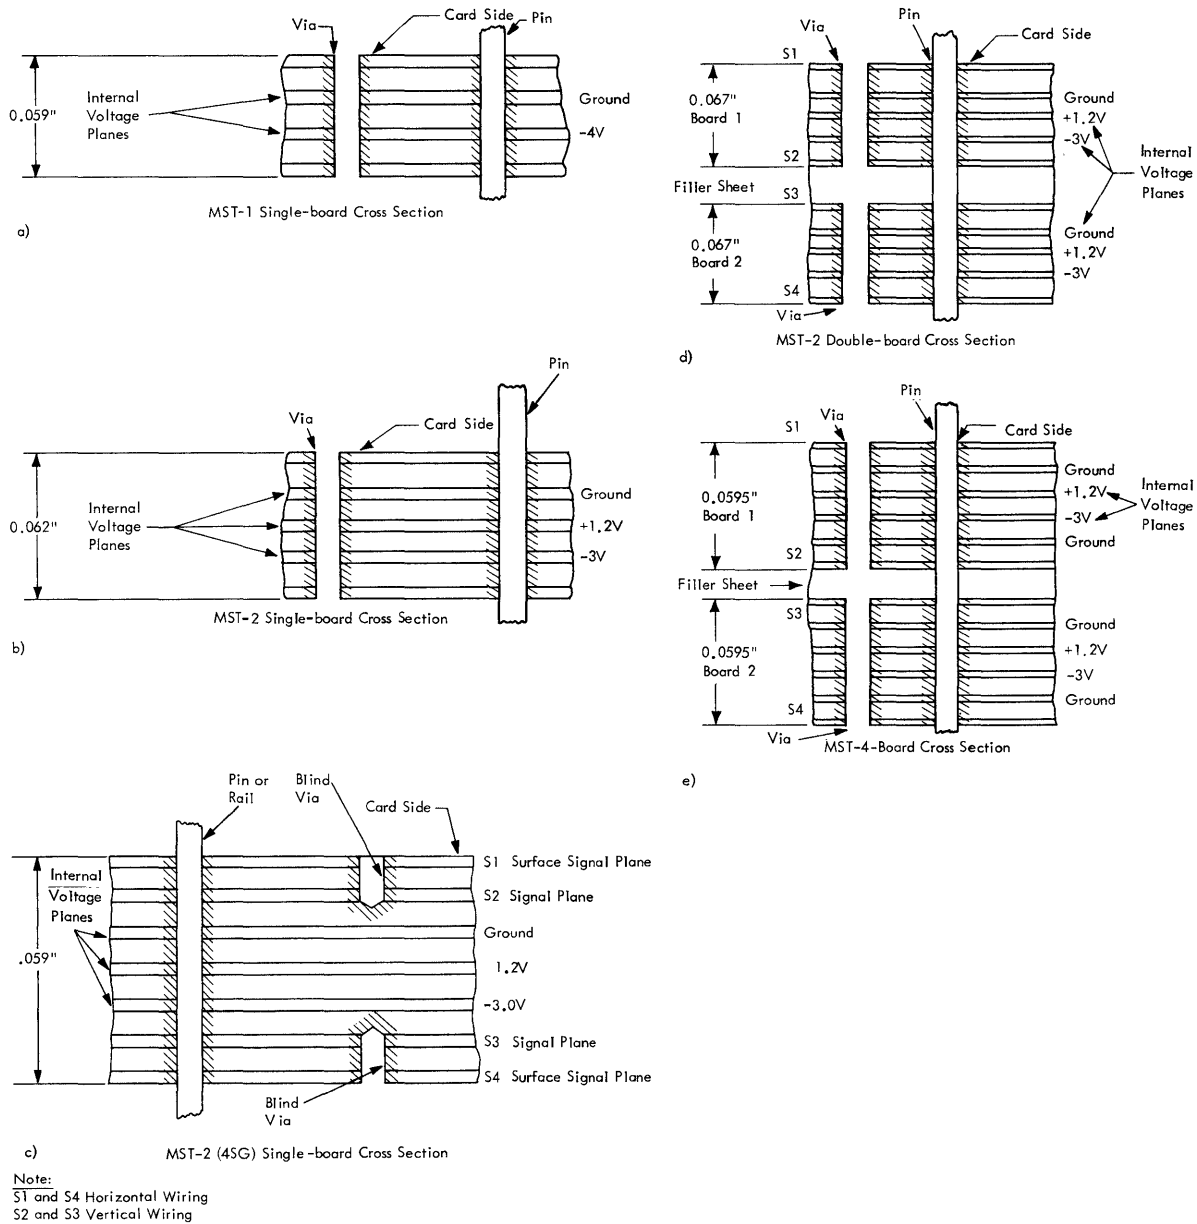 Via
Card Side
Pin
0.059"
Internal
Voltage
Planes
Ground
-4V
MST-1 Single-board Cross Section
a)
Pin
Via
Card Side
0.062"
Internal
Voltage
Planes
Ground
+1.2V
-3V
MST-2 Single-board Cross Section
b)
Pin or
Rail
Blind
Via
Card Side
.059"
Internal
Voltage
Planes
S1 Surface Signal Plane
S2 Signal Plane
Ground
1.2V
-3.0V
S3 Signal Plane
S4 Surface Signal Plane
Blind
Via
c)
MST-2 (4SG) Single-board Cross Section
Note:
S1 and S4 Horizontal Wiring
S2 and S3 Vertical Wiring
Pin
Via
Card Side
S1
0.067"
Board 1
S2
Ground
+1.2V
-3V
Internal
Voltage
Planes
Filler Sheet
S3
0.067"
Board 2
S4
Ground
+1.2V
-3V
Via
MST-2 Double-board Cross Section
d)
Pin
Via
Card Side
S1
0.0595"
Board 1
S2
Ground
+1.2V
-3V
Ground
Internal
Voltage
Planes
Filler Sheet
S3
0.0595"
Board 2
S4
Ground
+1.2V
-3V
Ground
Via
MST-4-Board Cross Section
e)